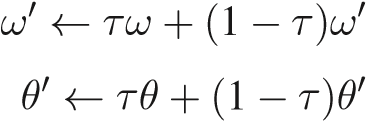 ω′ ← τω + (1 − τ)ω′
θ′ ← τθ + (1 − τ)θ′